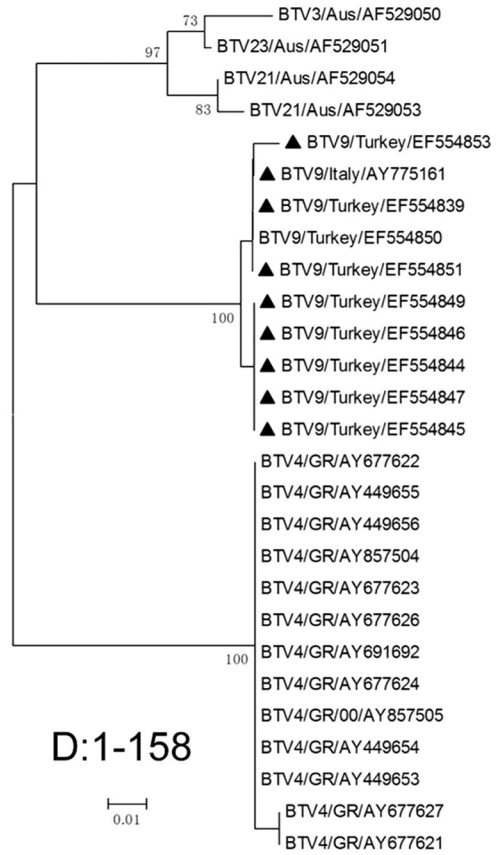 BTV3/Aus/AF529050
73
BTV23/Aus/AF529051
97
BTV21/Aus/AF529054
83
BTV21/Aus/AF529053
▲ BTV9/Turkey/EF554853
▲ BTV9/Italy/AY775161
▲ BTV9/Turkey/EF554839
BTV9/Turkey/EF554850
▲ BTV9/Turkey/EF554851
▲ BTV9/Turkey/EF554849
100
▲ BTV9/Turkey/EF554846
▲ BTV9/Turkey/EF554844
▲ BTV9/Turkey/EF554847
▲ BTV9/Turkey/EF554845
BTV4/GR/AY677622
BTV4/GR/AY449655
BTV4/GR/AY449656
BTV4/GR/AY857504
BTV4/GR/AY677623
BTV4/GR/AY677626
BTV4/GR/AY691692
100
BTV4/GR/AY677624
BTV4/GR/00/AY857505
BTV4/GR/AY449654
BTV4/GR/AY449653
BTV4/GR/AY677627
BTV4/GR/AY677621
D:1-158
0.01